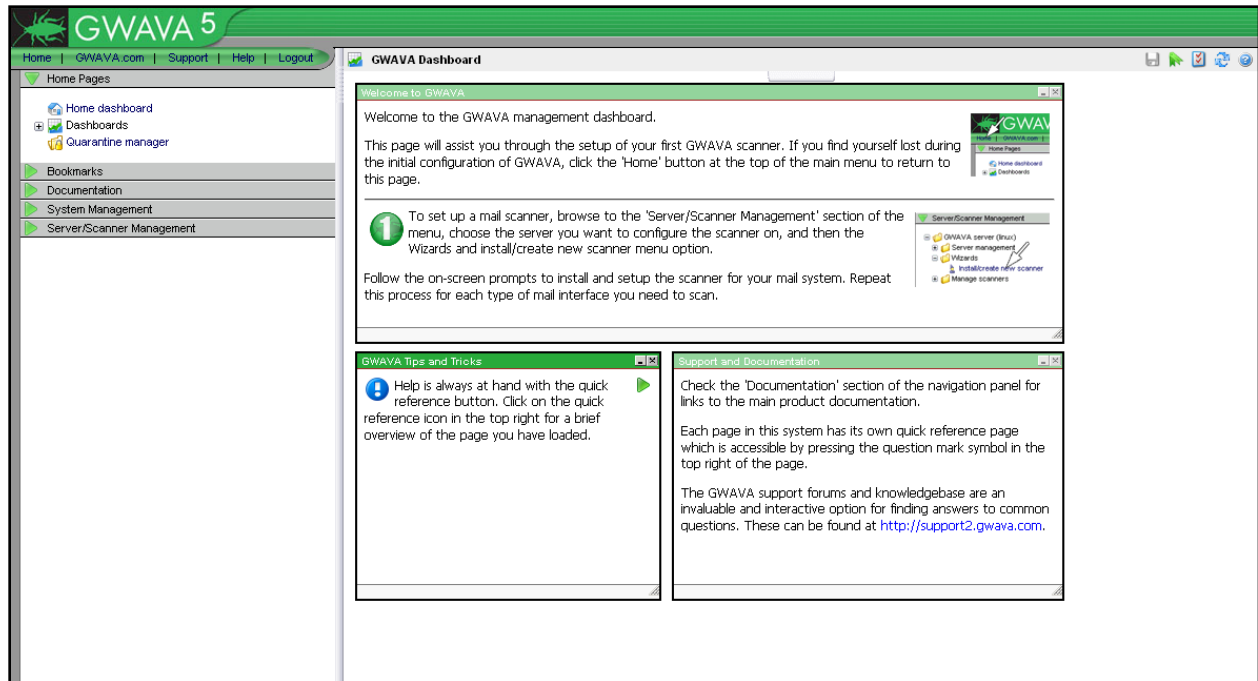 GWAVA 5
Home | GWAVA.com | Support | Help | Logout
GWAVA Dashboard
Home Pages
Home dashboard
Dashboards
Quarantine manager
Bookmarks
Documentation
System Management
Server/Scanner Management
Welcome to GWAVA
Welcome to the GWAVA management dashboard.
This page will assist you through the setup of your first GWAVA scanner. If you find yourself lost during
the initial configuration of GWAVA, click the 'Home' button at the top of the main menu to return to
this page.
GWAV
Home | GWAVA.com |
Home Pages
Home dashboard
Dashboards
1
To set up a mail scanner, browse to the 'Server/Scanner Management' section of the
menu, choose the server you want to configure the scanner on, and then the
Wizards and install/create new scanner menu option.
Follow the on-screen prompts to install and setup the scanner for your mail system. Repeat
this process for each type of mail interface you need to scan.
Server/Scanner Management
GWAVA server (linux)
Server management
Wizards
Install/create new scanner
Manage scanners
GWAVA Tips and Tricks
Help is always at hand with the quick
reference button. Click on the quick
reference icon in the top right for a brief
overview of the page you have loaded.
Support and Documentation
Check the 'Documentation' section of the navigation panel for
links to the main product documentation.
Each page in this system has its own quick reference page
which is accessible by pressing the question mark symbol in the
top right of the page.
The GWAVA support forums and knowledgebase are an
invaluable and interactive option for finding answers to common
questions. These can be found at http://support2.gwava.com.